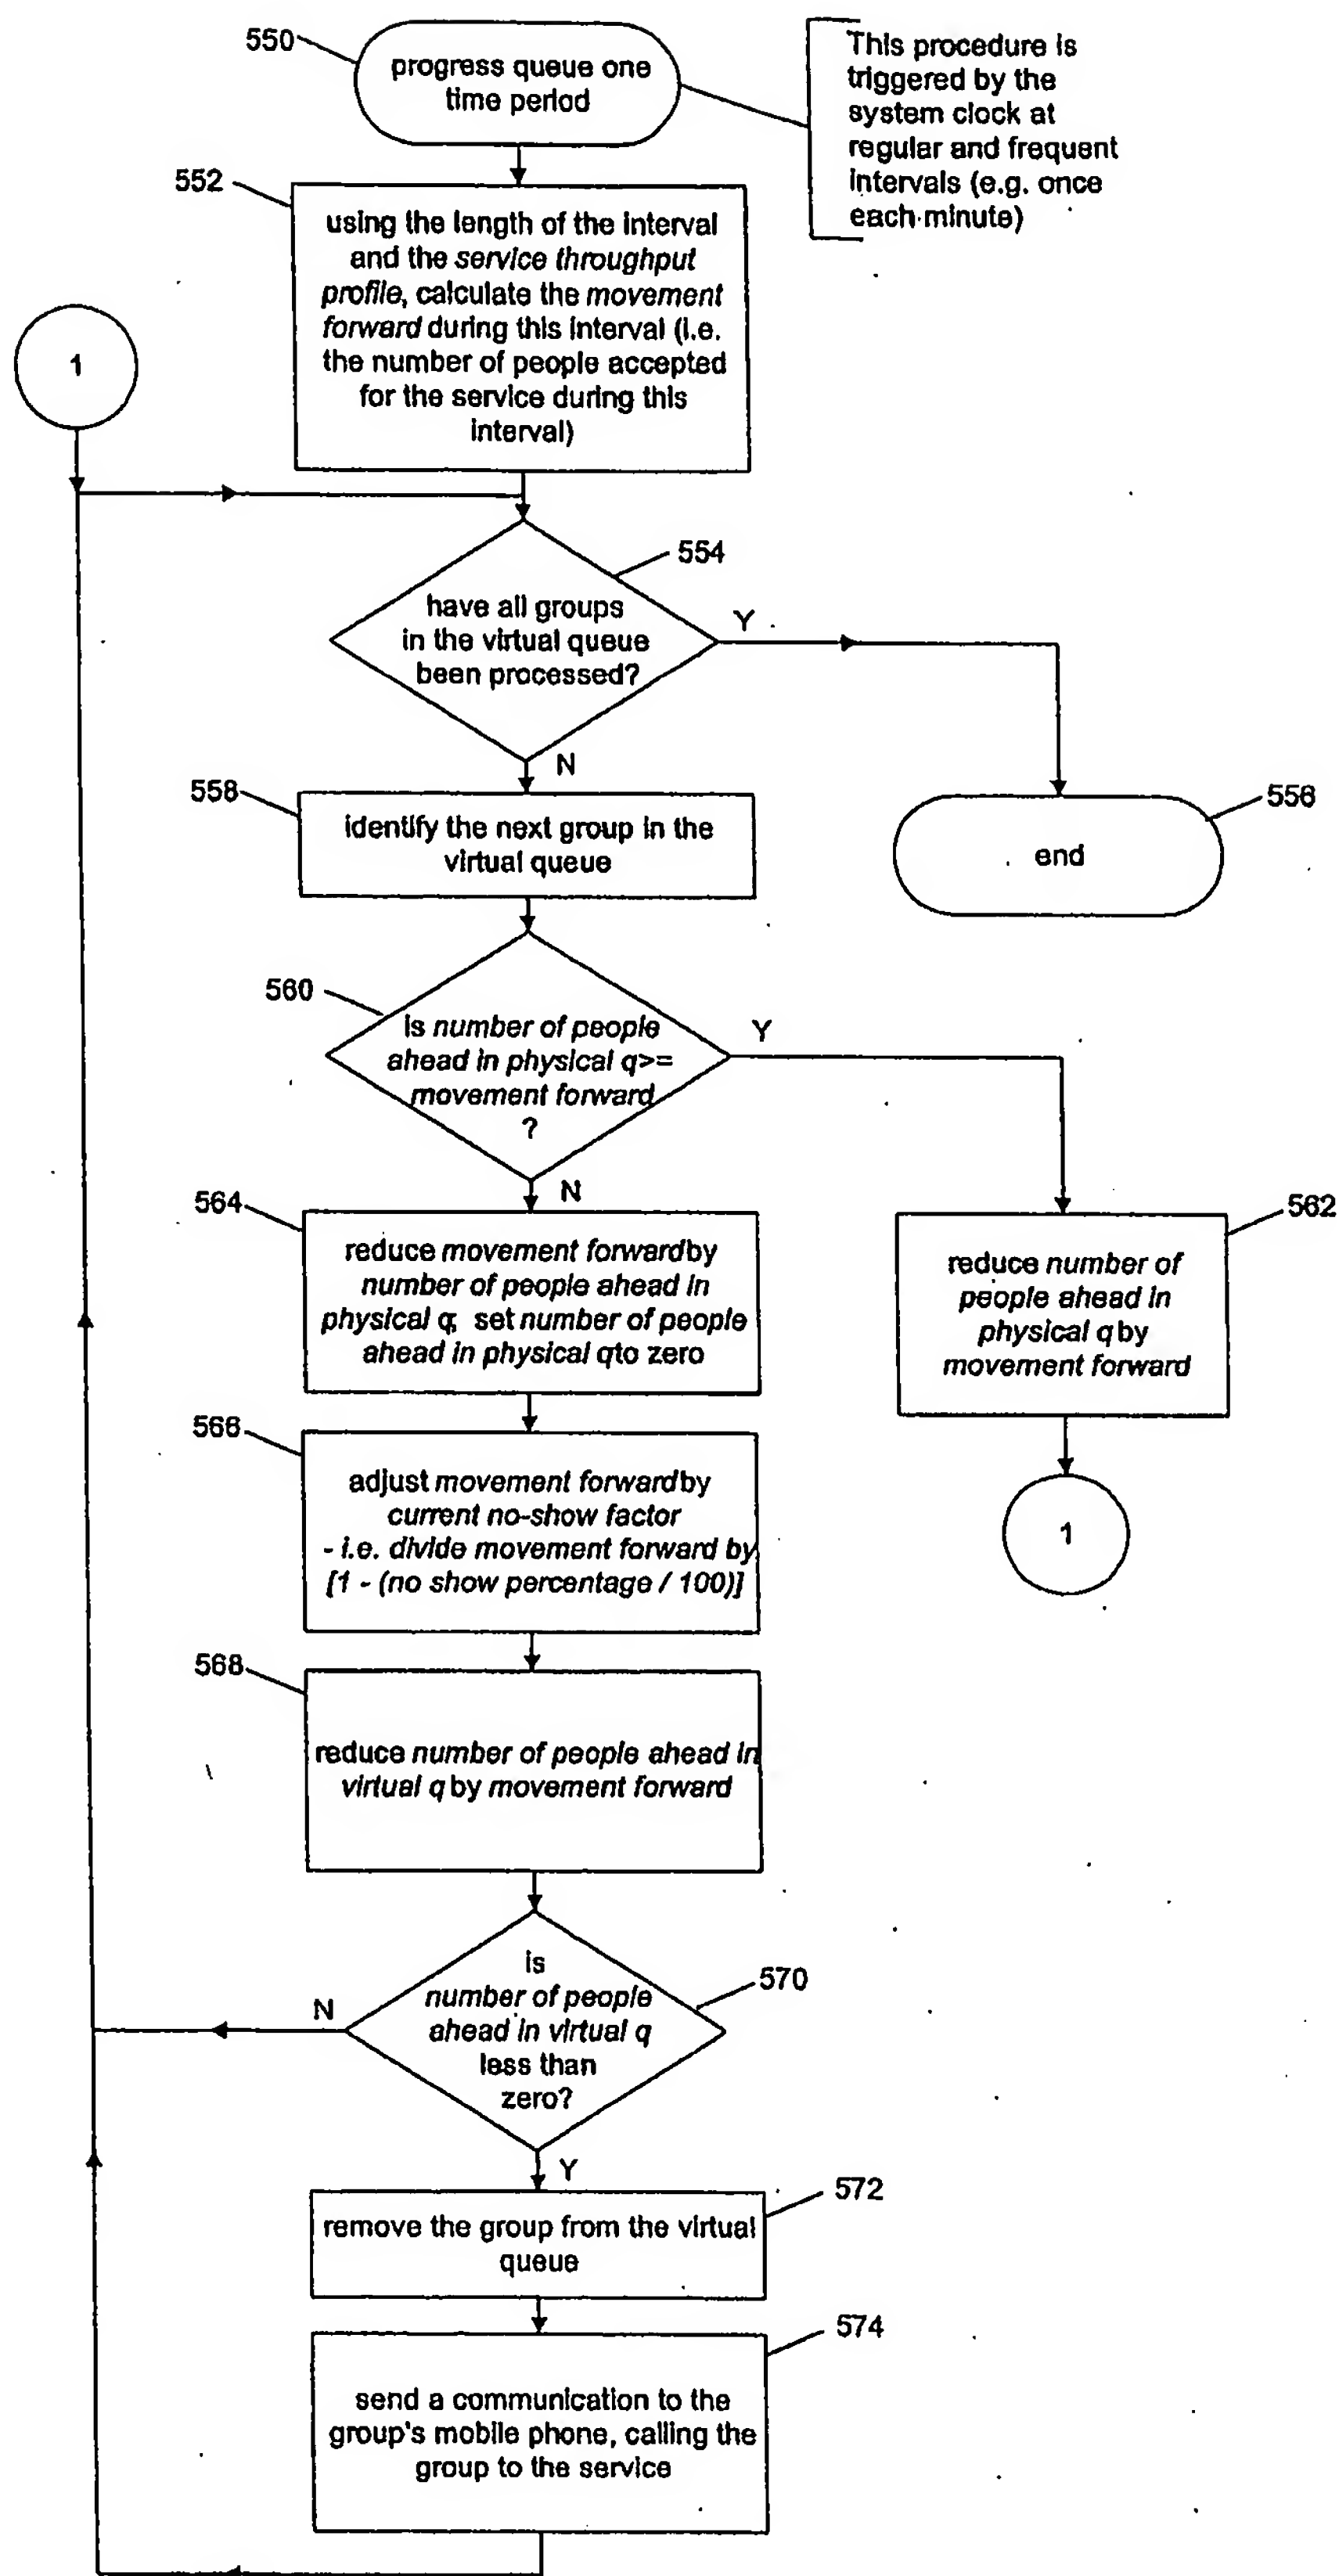 550
progress queue one
time period
This procedure is
triggered by the
system clock at
regular and frequent
intervals (e.g. once
each minute)
552
using the length of the interval
and the service throughput
profile, calculate the movement
forward during this interval (i.e.
the number of people accepted
for the service during this
interval)
1
554
have all groups
in the virtual queue
been processed?
Y
N
558
identify the next group in the
virtual queue
556
end
560
is number of people
ahead in physical q>=
movement forward
?
Y
N
564
reduce movement forward by
number of people ahead in
physical q; set number of people
ahead in physical q to zero
562
reduce number of
people ahead in
physical q by
movement forward
566
adjust movement forward by
current no-show factor
- i.e. divide movement forward by
[1 - (no show percentage / 100)]
1
568
reduce number of people ahead in
virtual q by movement forward
570
is
number of people
ahead in virtual q
less than
zero?
N
Y
572
remove the group from the virtual
queue
574
send a communication to the
group's mobile phone, calling the
group to the service